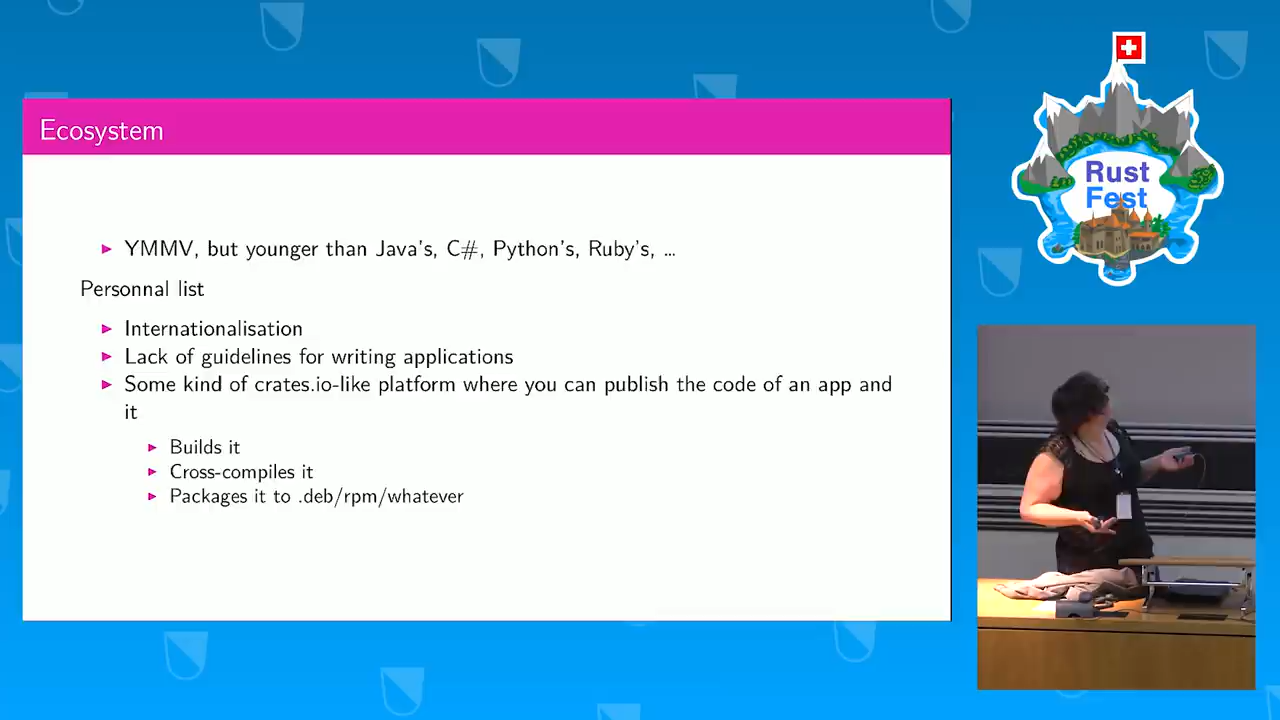 Ecosystem
YMMV, but younger than Java's, C#, Python's, Ruby's, ...
Personnal list
Internationalisation
Lack of guidelines for writing applications
Some kind of crates.io-like platform where you can publish the code of an app and
it
Builds it
Cross-compiles it
Packages it to .deb/rpm/whatever
Rust
Fest